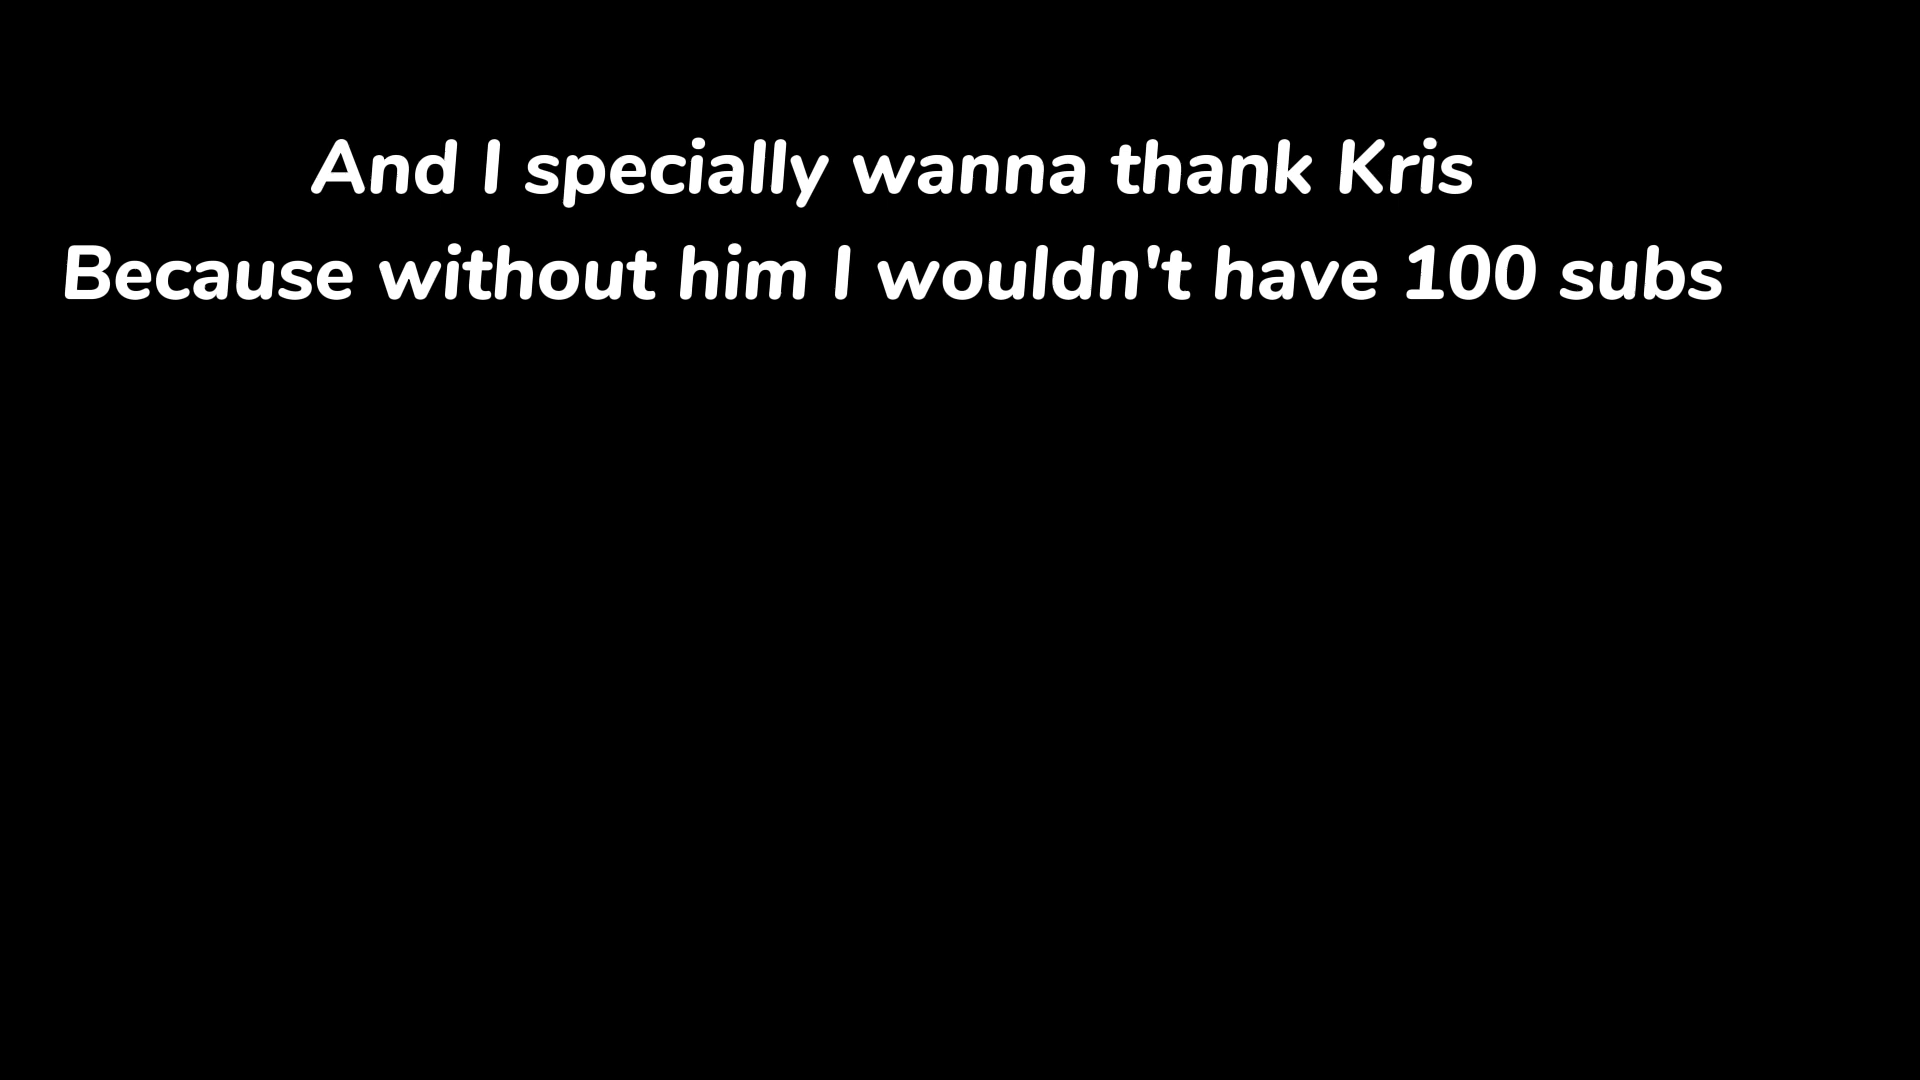 And I specially wanna thank Kris
Because without him I wouldn't have 100 subs